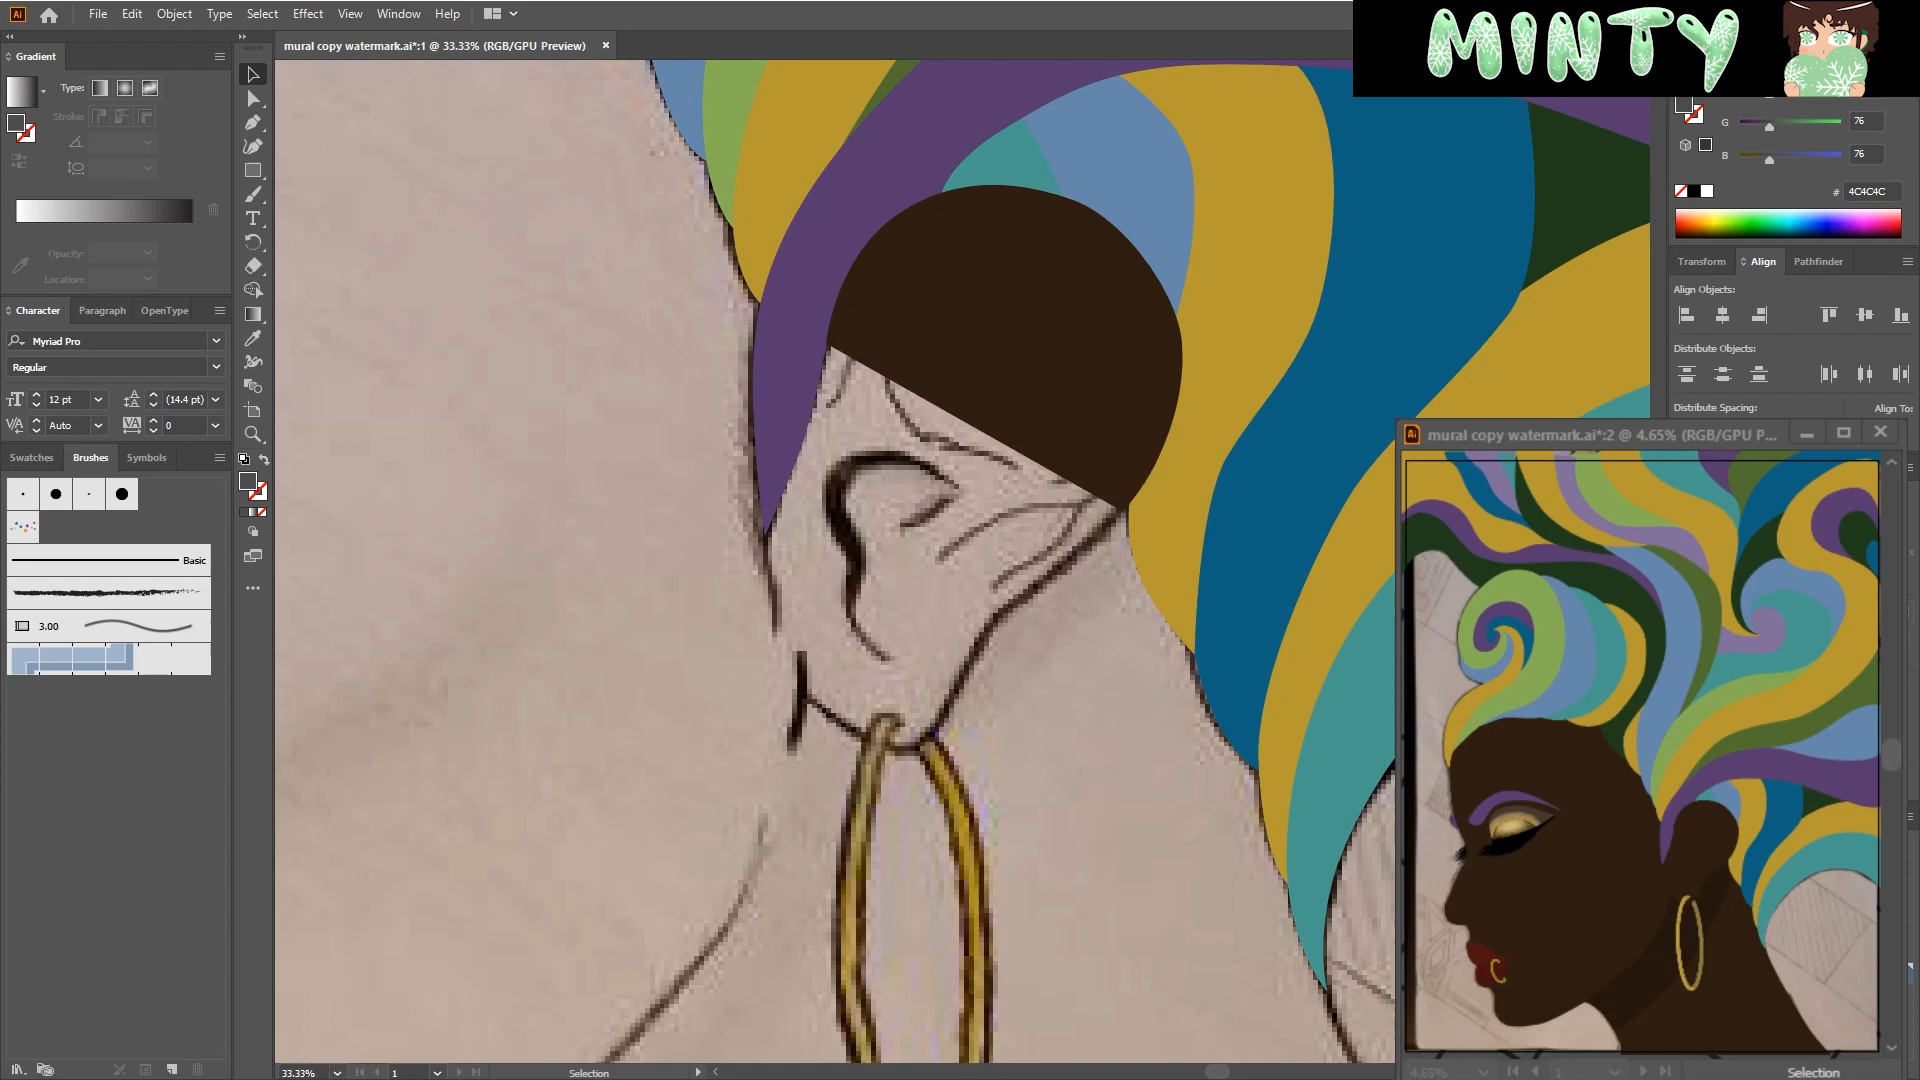 File Edit Object Type Select Effect View Window Help
MINTY
mural copy watermark.ai*:1 @ 33.33% (RGB/GPU Preview)
Gradient
Type:
Stroke:
Opacity:
Location:
G 76
B 76
# 4C4C4C
Transform Align Pathfinder
Align Objects:
Distribute Objects:
Distribute Spacing: Align To:
Character Paragraph OpenType
Myriad Pro
Regular
12 pt (14.4 pt)
Auto 0
Swatches Brushes Symbols
Basic
3.00
mural copy watermark.ai*:2 @ 4.65% (RGB/GPU P...
33.33% 1 Selection
4.65% 1 Selection